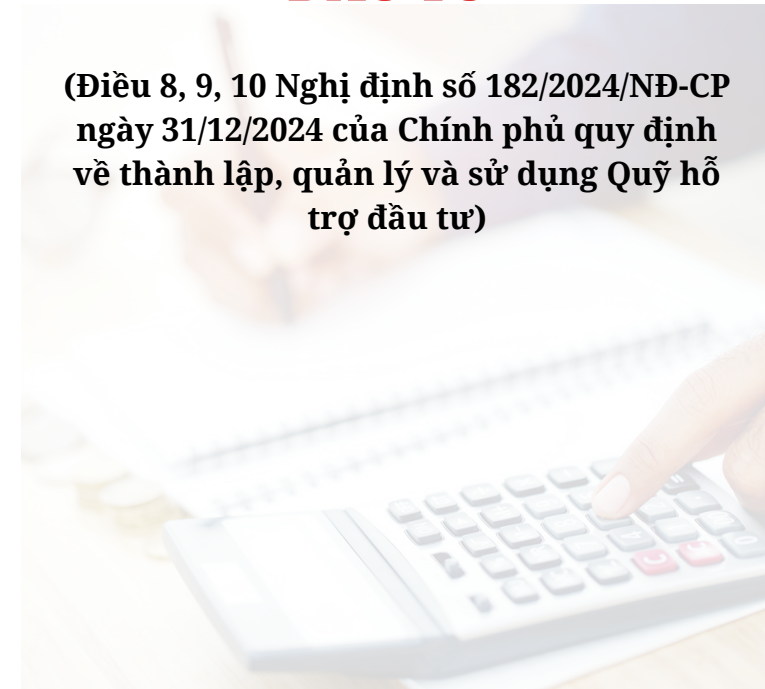 (Điều 8, 9, 10 Nghị định số 182/2024/NĐ-CP
ngày 31/12/2024 của Chính phủ quy định
về thành lập, quản lý và sử dụng Quỹ hỗ
trợ đầu tư)